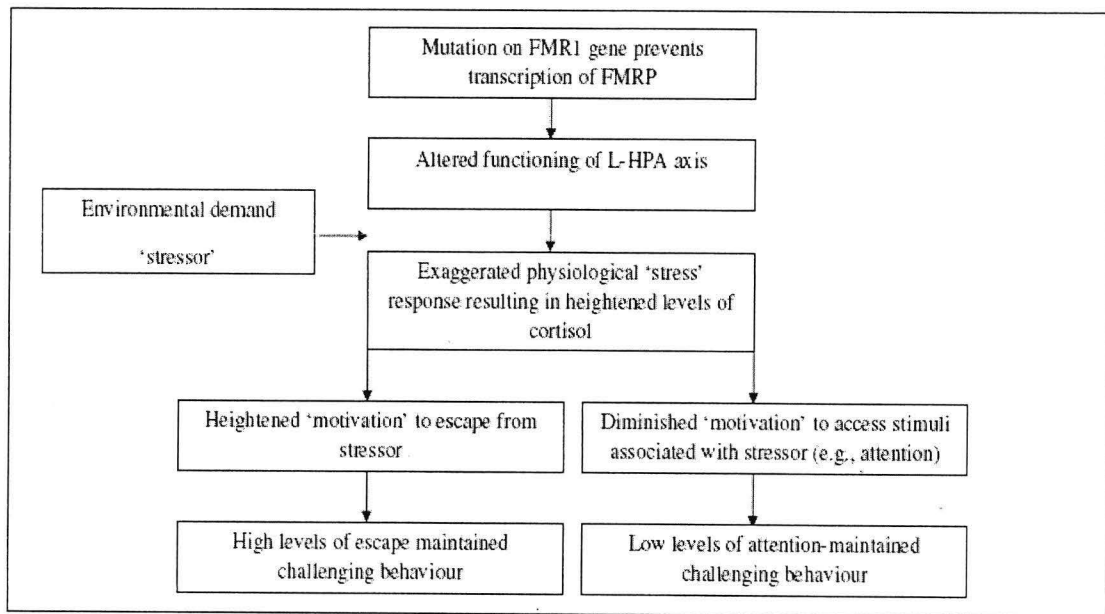 Mutation on FMR1 gene prevents
transcription of FMRP
Altered functioning of L-HPA axis
Environmental demand
‘stressor’
Exaggerated physiological ‘stress’
response resulting in heightened levels of
cortisol
Heightened ‘motivation’ to escape from
stressor
Diminished ‘motivation’ to access stimuli
associated with stressor (e.g., attention)
High levels of escape maintained
challenging behaviour
Low levels of attention-maintained
challenging behaviour